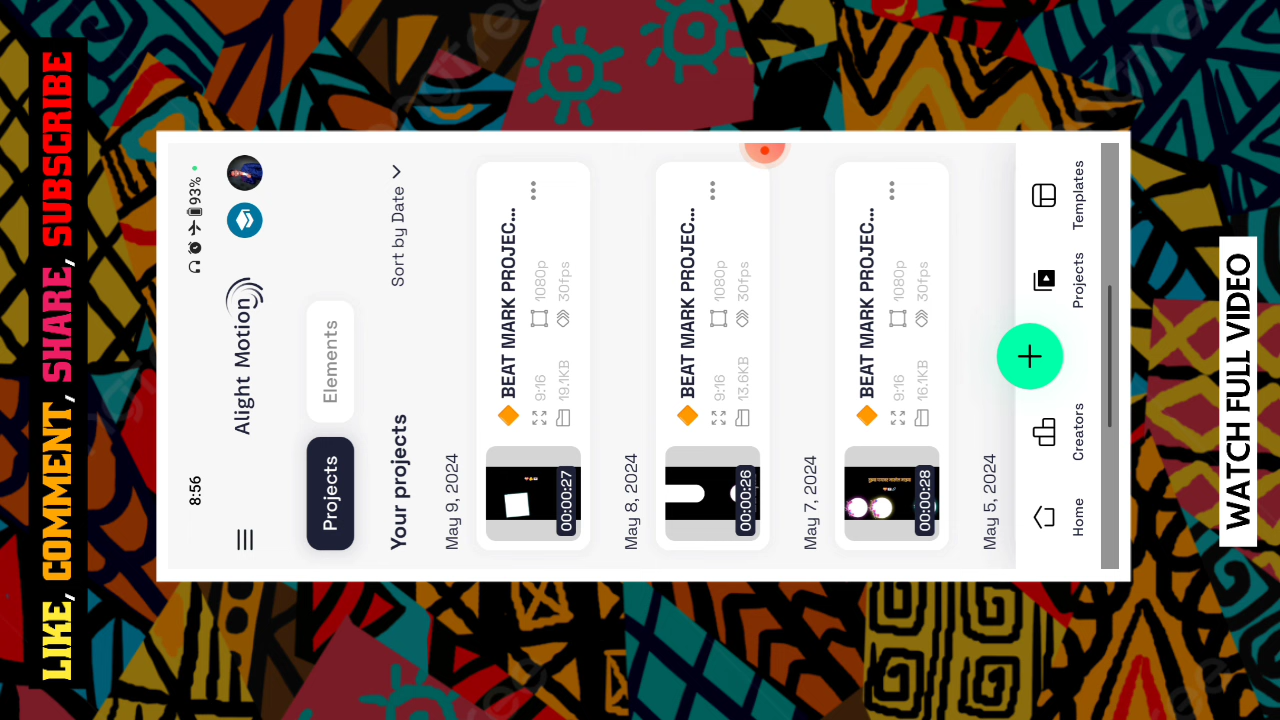 LIKE, COMMENT, SHARE, SUBSCRIBE
8:56
93%
Alight Motion
Projects
Elements
Your projects
Sort by Date
May 9, 2024
BEAT MARK PROJEC...
9:16
1080p
19.1KB
30fps
00:00:27
May 8, 2024
BEAT MARK PROJEC...
9:16
1080p
13.6KB
30fps
00:00:26
May 7, 2024
BEAT MARK PROJEC...
9:16
1080p
16.1KB
30fps
00:00:28
May 5, 2024
Home
Creators
Projects
Templates
WATCH FULL VIDEO